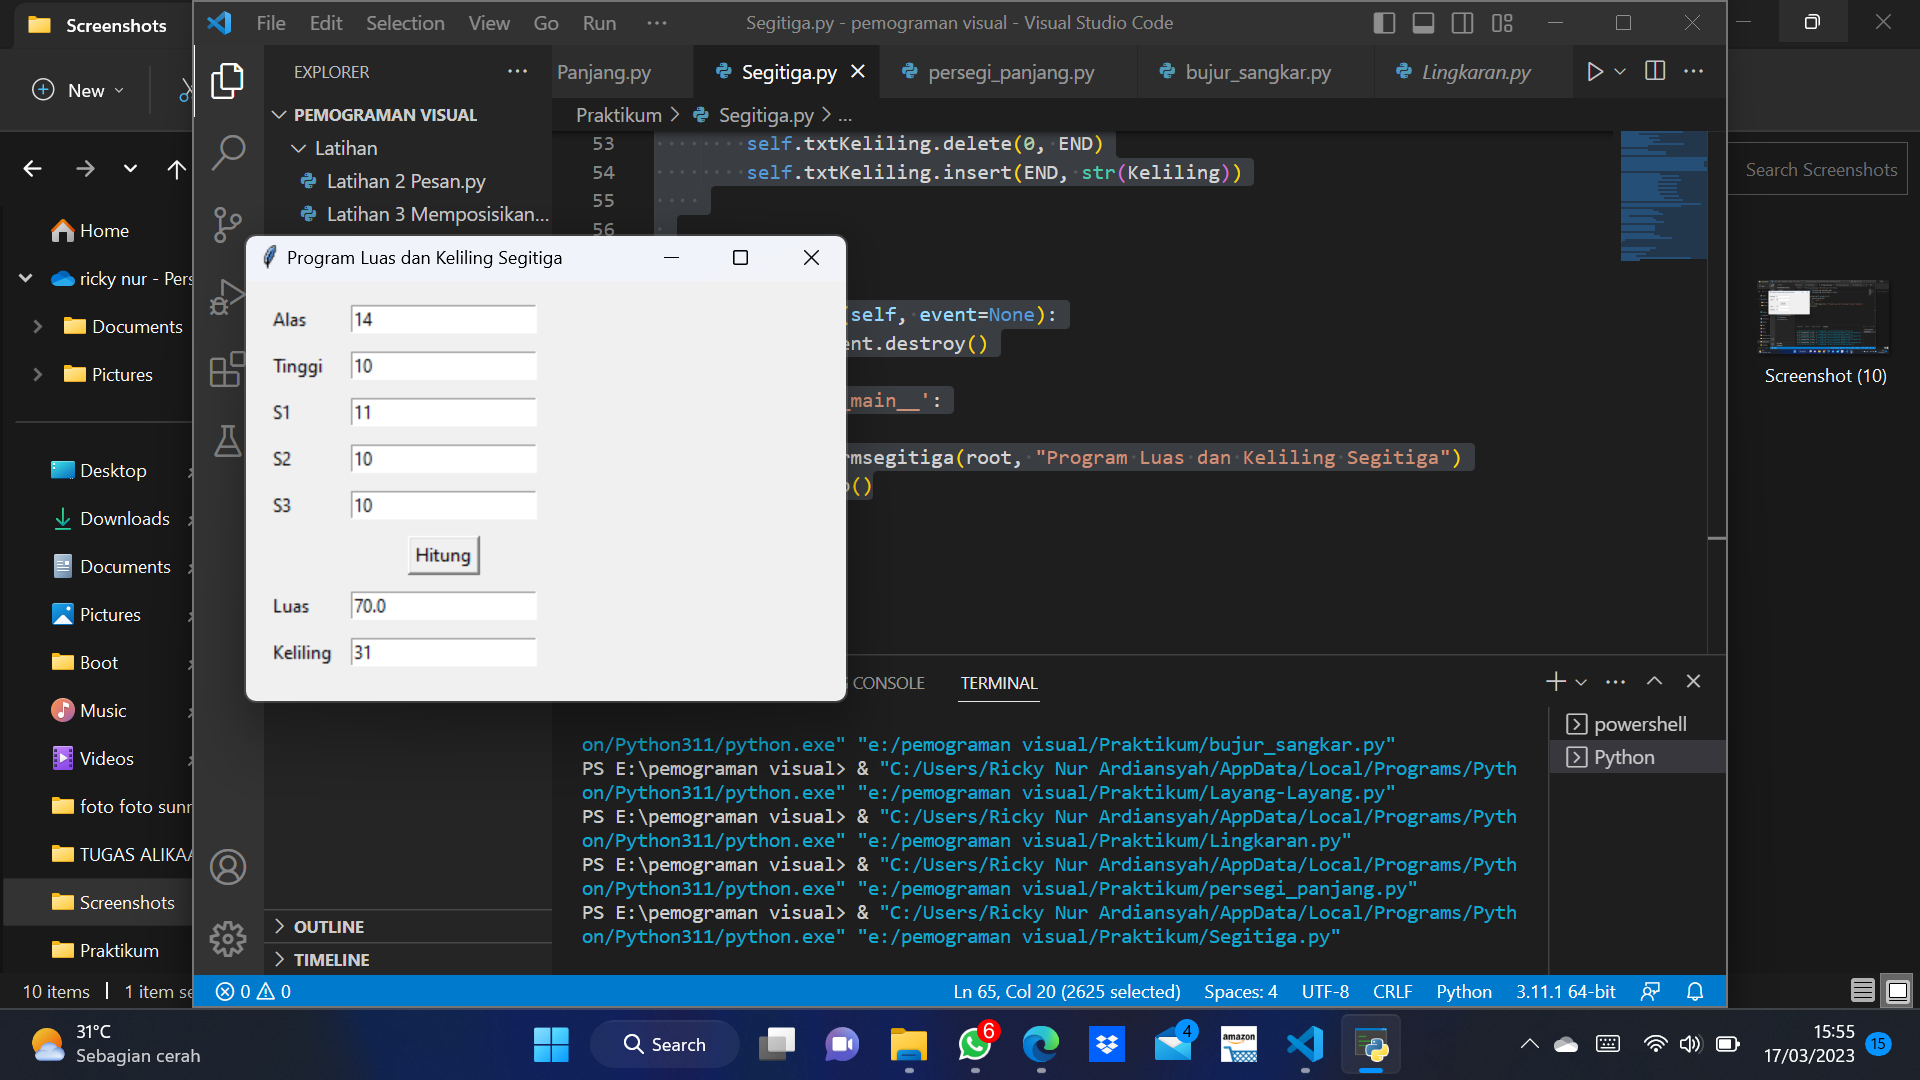 Screenshots
New
Home
ricky nur - Pers
Documents
Pictures
Desktop
Downloads
Documents
Pictures
Boot
Music
Videos
foto foto sunr
TUGAS ALIKAA
Screenshots
Praktikum
10 items
1 item se
File Edit Selection View Go Run ...
Segitiga.py - pemograman visual - Visual Studio Code
EXPLORER
PEMOGRAMAN VISUAL
Latihan
Latihan 2 Pesan.py
Latihan 3 Memposisikan...
OUTLINE
TIMELINE
Panjang.py
Segitiga.py
persegi_panjang.py
bujur_sangkar.py
Lingkaran.py
Praktikum > Segitiga.py > ...
53 self.txtKeliling.delete(0, END)
54 self.txtKeliling.insert(END, str(Keliling))
55
56
(self, event=None):
ent.destroy()
_main__':
rmsegitiga(root, "Program Luas dan Keliling Segitiga")
()
Program Luas dan Keliling Segitiga
Alas 14
Tinggi 10
S1 11
S2 10
S3 10
Hitung
Luas 70.0
Keliling 31
CONSOLE
TERMINAL
on/Python311/python.exe" "e:/pemograman visual/Praktikum/bujur_sangkar.py"
PS E:\pemograman visual> & "C:/Users/Ricky Nur Ardiansyah/AppData/Local/Programs/Pyth
on/Python311/python.exe" "e:/pemograman visual/Praktikum/Layang-Layang.py"
PS E:\pemograman visual> & "C:/Users/Ricky Nur Ardiansyah/AppData/Local/Programs/Pyth
on/Python311/python.exe" "e:/pemograman visual/Praktikum/Lingkaran.py"
PS E:\pemograman visual> & "C:/Users/Ricky Nur Ardiansyah/AppData/Local/Programs/Pyth
on/Python311/python.exe" "e:/pemograman visual/Praktikum/persegi_panjang.py"
PS E:\pemograman visual> & "C:/Users/Ricky Nur Ardiansyah/AppData/Local/Programs/Pyth
on/Python311/python.exe" "e:/pemograman visual/Praktikum/Segitiga.py"
powershell
Python
0 0
Ln 65, Col 20 (2625 selected) Spaces: 4 UTF-8 CRLF Python 3.11.1 64-bit
Search Screenshots
Screenshot (10)
31°C
Sebagian cerah
Search
6
4
amazon
15:55
17/03/2023
15